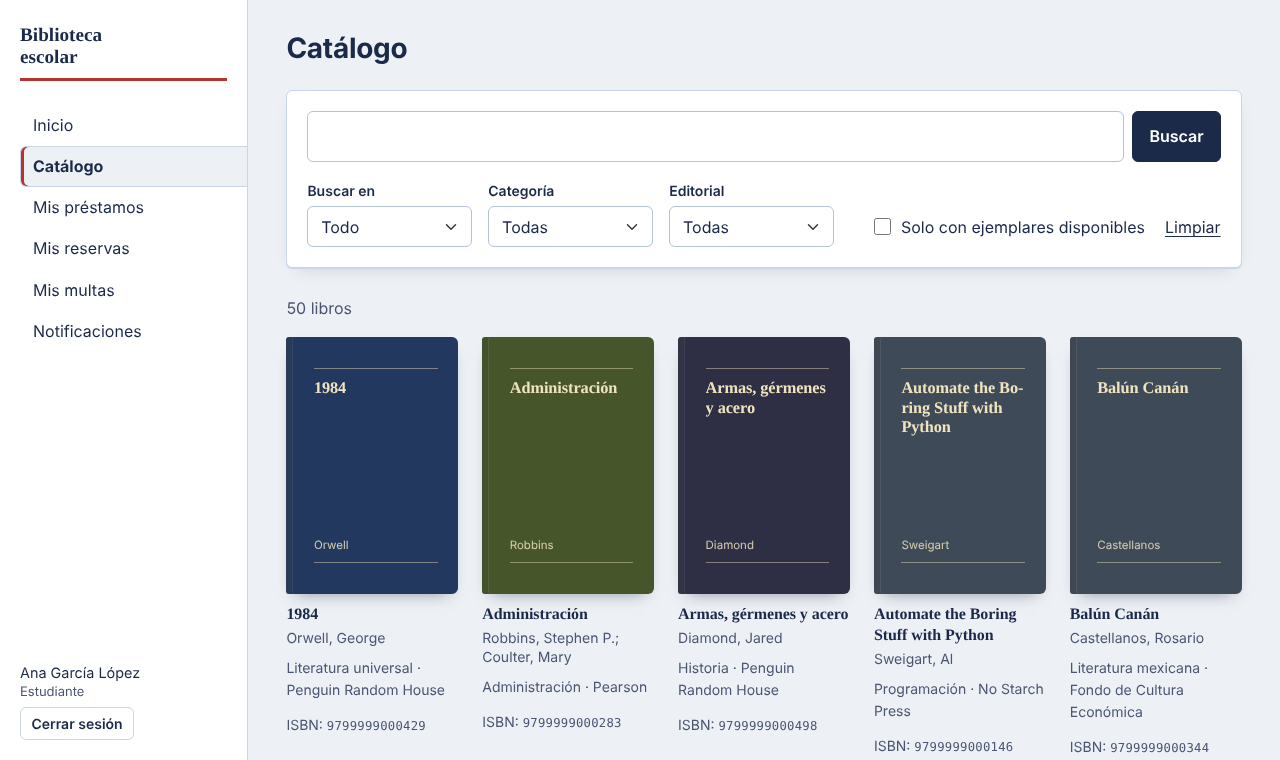 Biblioteca
escolar
Inicio
Catálogo
Mis préstamos
Mis reservas
Mis multas
Notificaciones
Ana García López
Estudiante
Cerrar sesión
Catálogo
Buscar
Buscar en
Todo
Categoría
Todas
Editorial
Todas
Solo con ejemplares disponibles
Limpiar
50 libros
1984
Orwell
1984
Orwell, George
Literatura universal ·
Penguin Random House
ISBN: 9799999000429
Administración
Robbins
Administración
Robbins, Stephen P.;
Coulter, Mary
Administración · Pearson
ISBN: 9799999000283
Armas, gérmenes
y acero
Diamond
Armas, gérmenes y acero
Diamond, Jared
Historia · Penguin
Random House
ISBN: 9799999000498
Automate the Bo-
ring Stuff with
Python
Sweigart
Automate the Boring
Stuff with Python
Sweigart, Al
Programación · No Starch
Press
ISBN: 9799999000146
Balún Canán
Castellanos
Balún Canán
Castellanos, Rosario
Literatura mexicana ·
Fondo de Cultura
Económica
ISBN: 9799999000344